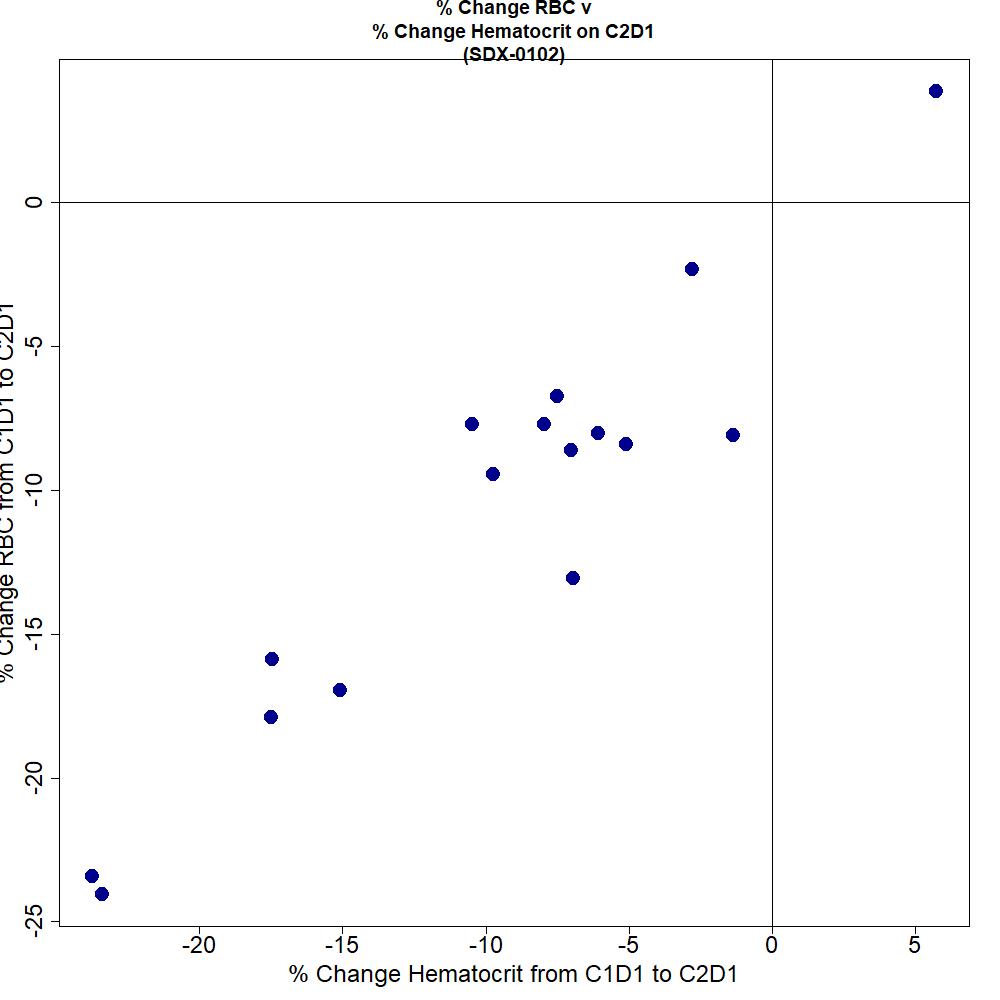 % Change RBC v
% Change Hematocrit on C2D1
(SDX-0102)
% Change RBC from C1D1 to C2D1
0
-5
-10
-15
-20
-25
-20
-15
-10
-5
0
5
% Change Hematocrit from C1D1 to C2D1